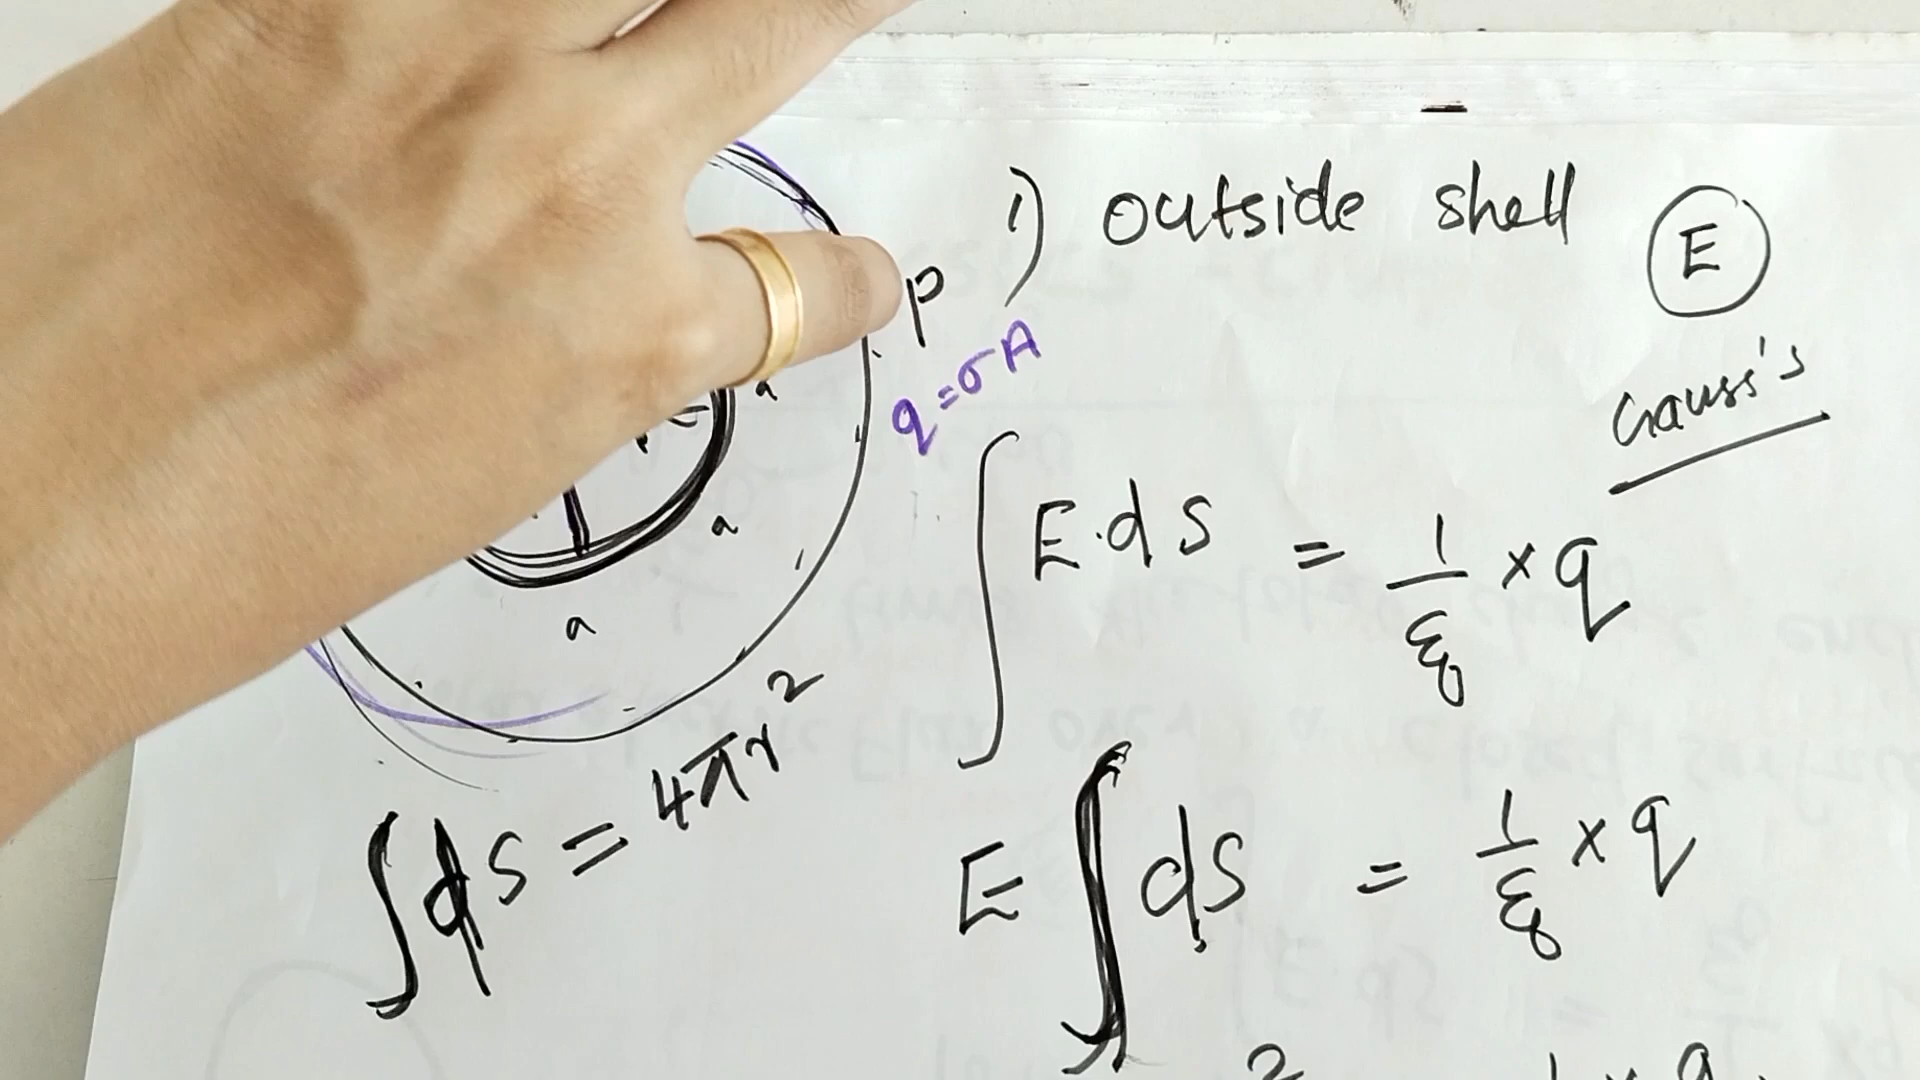 i) outside shell
E
Gauss's
P
q=σA
a
a
a
∫E.ds = 1/ε₀ × q
∫ds = 4πr²
E∫ds = 1/ε₀ × q